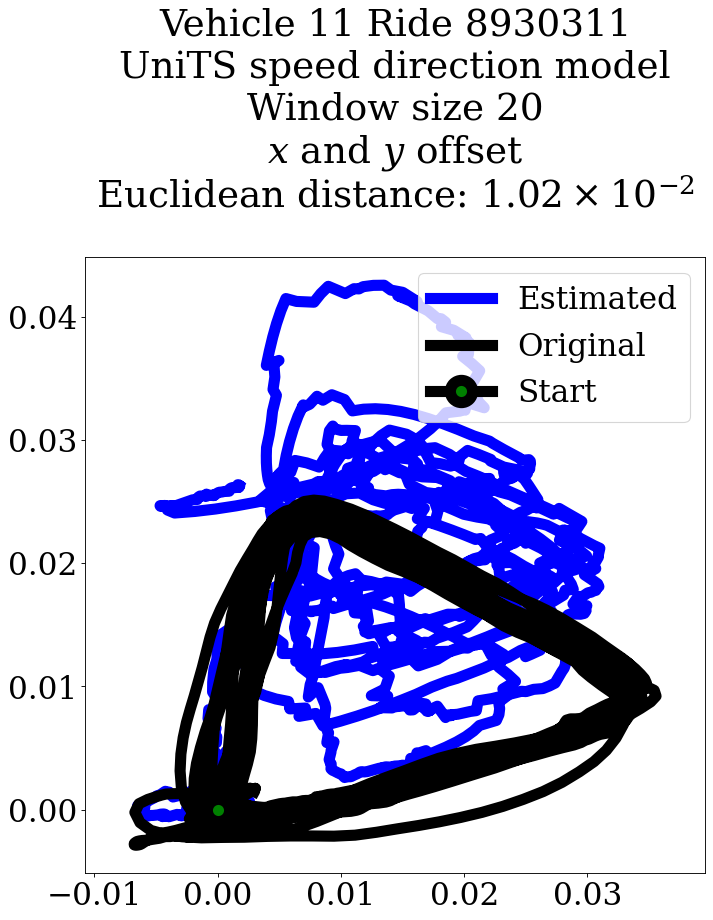 Vehicle 11 Ride 8930311
UniTS speed direction model
Window size 20
x and y offset
Euclidean distance: 1.02 × 10⁻²
Estimated
Original
Start
0.04
0.03
0.02
0.01
0.00
−0.01 0.00 0.01 0.02 0.03